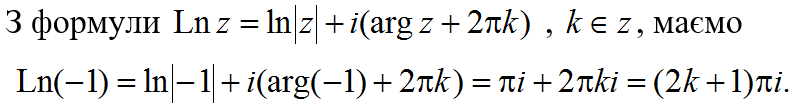 З формули Ln z = ln|z| + i(arg z + 2πk) , k ∈ z, маємо
Ln(−1) = ln|−1| + i(arg(−1) + 2πk) = πi + 2πki = (2k + 1)πi.